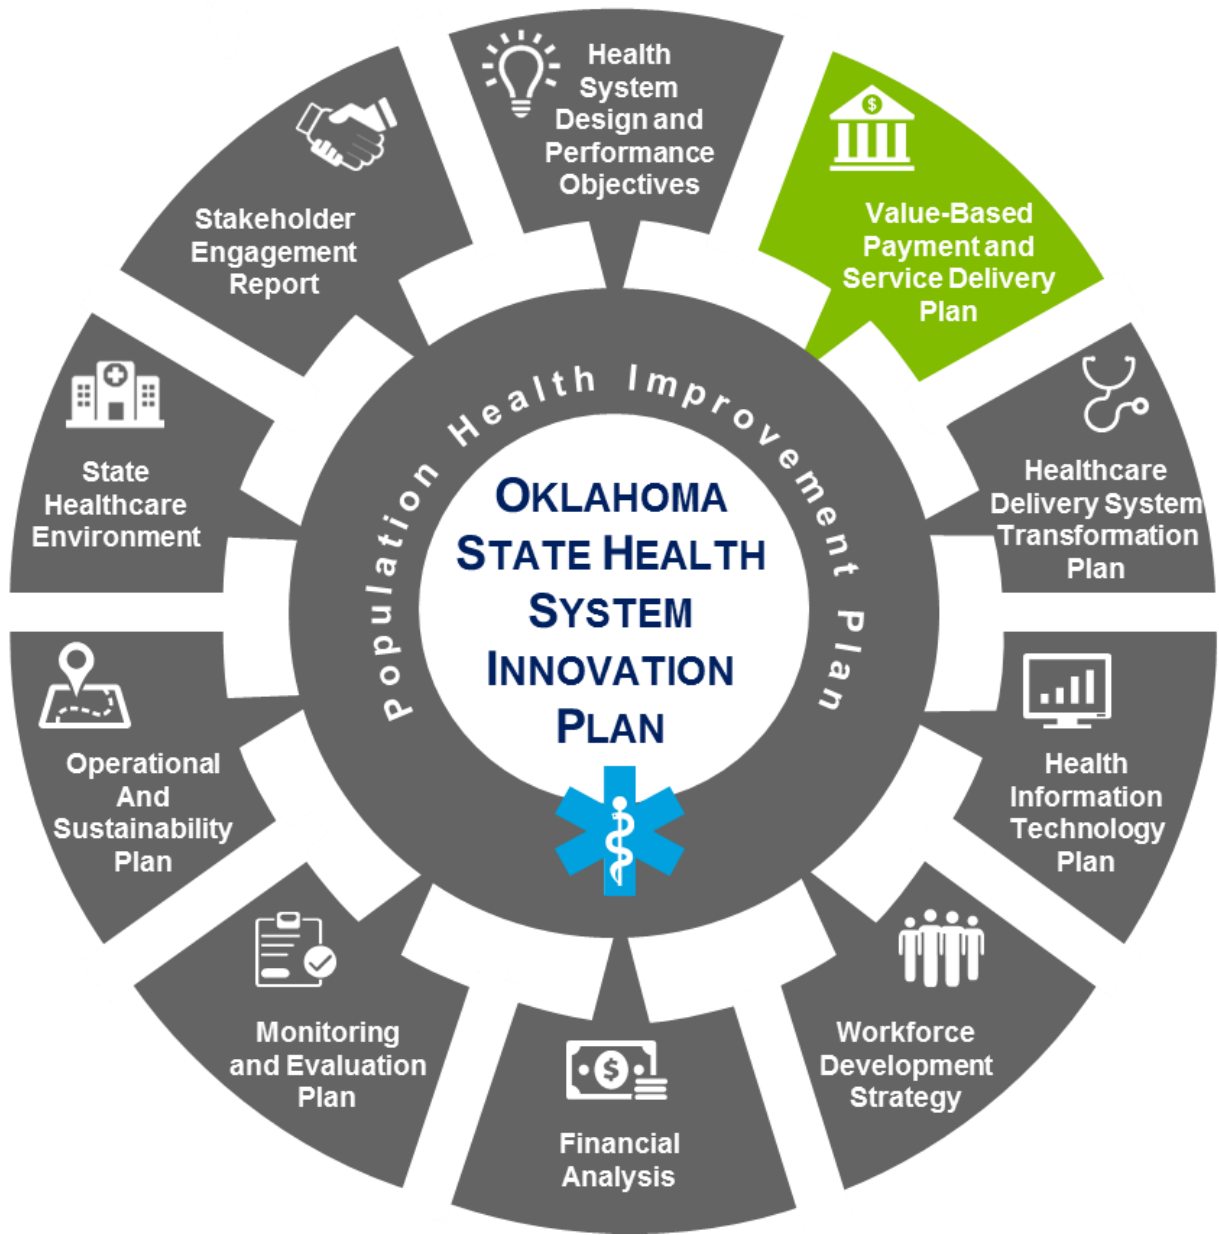 Health
System
Design and
Performance
Objectives
$
Value-Based
Payment and
Service Delivery
Plan
Healthcare
Delivery System
Transformation
Plan
Health
Information
Technology
Plan
Workforce
Development
Strategy
$
Financial
Analysis
Monitoring
and Evaluation
Plan
Operational
And
Sustainability
Plan
State
Healthcare
Environment
Stakeholder
Engagement
Report
Population Health Improvement Plan
OKLAHOMA
STATE HEALTH
SYSTEM
INNOVATION
PLAN